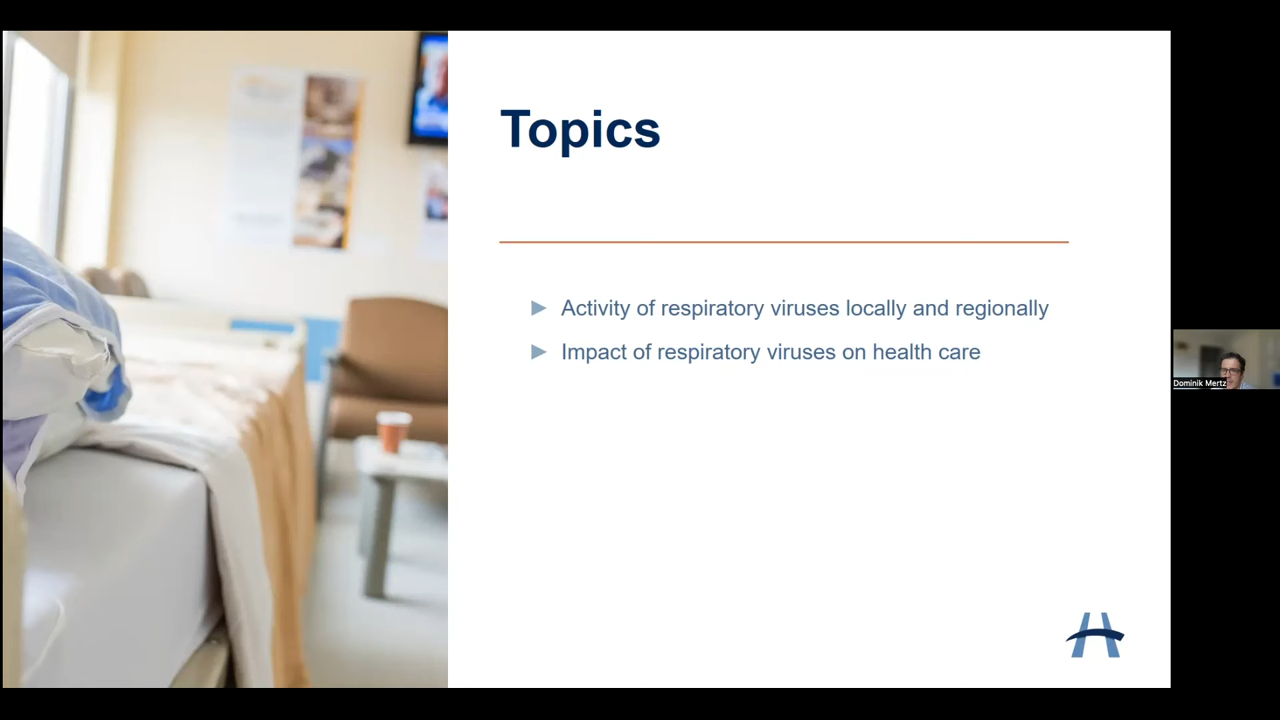 Topics
Activity of respiratory viruses locally and regionally
Impact of respiratory viruses on health care
Dominik Mertz